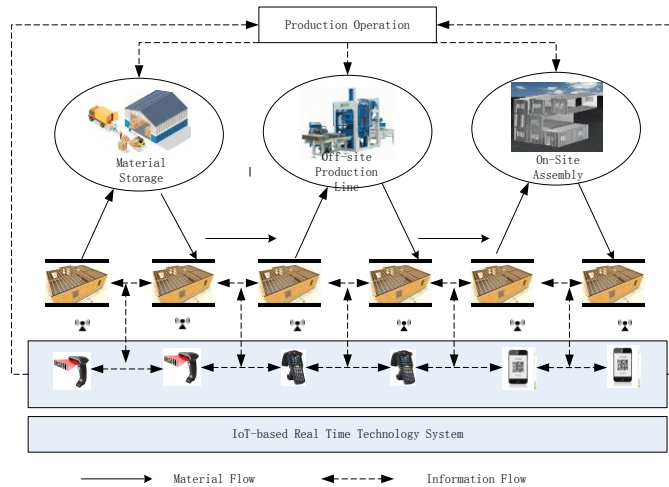 Production Operation
Material
Storage
Off-site
Production
Line
On-Site
Assembly
IoT-based Real Time Technology System
Material Flow
Information Flow